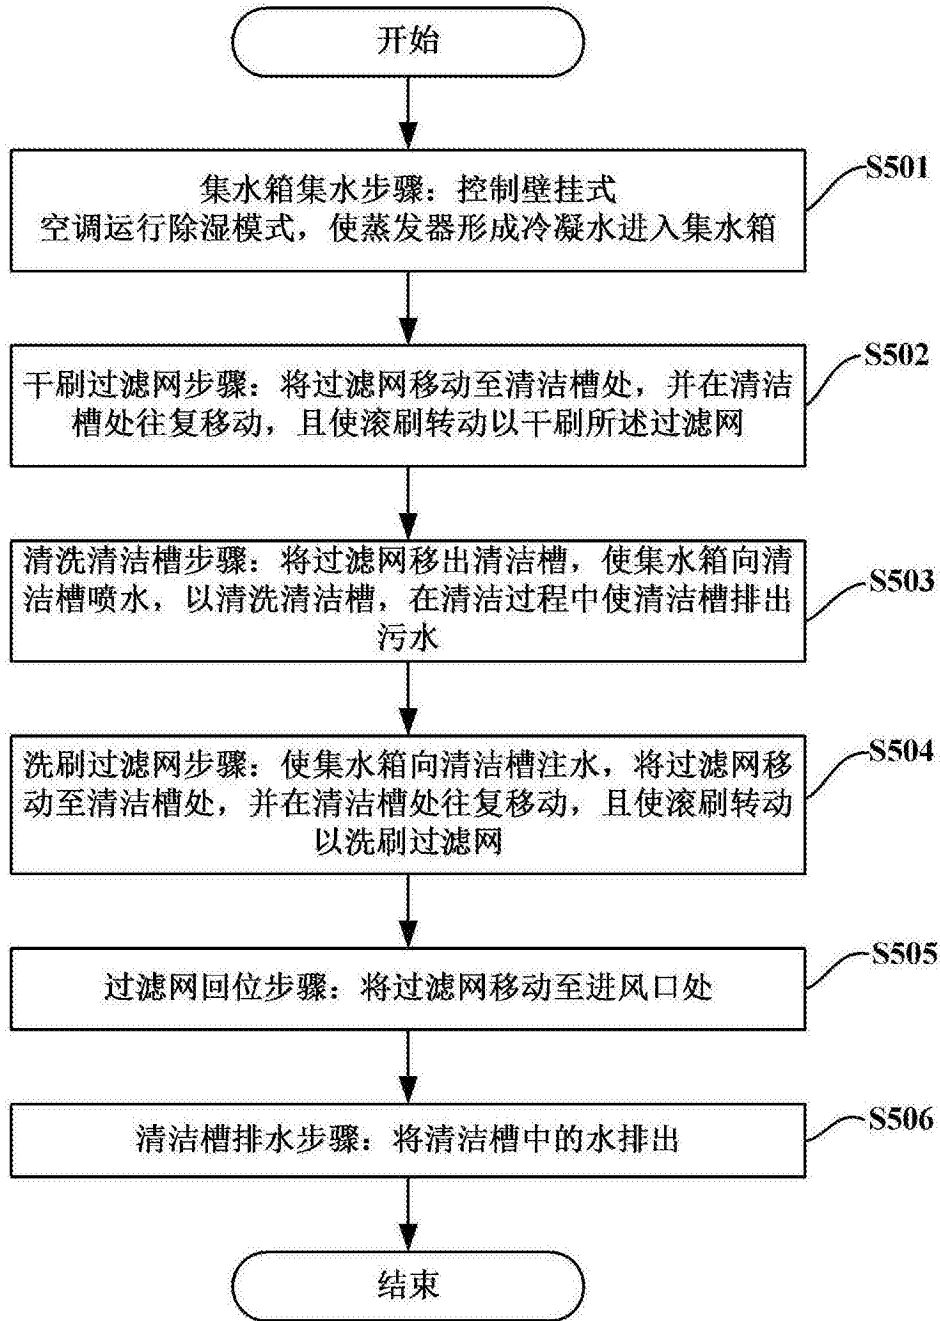 开始
S501
集水箱集水步骤：控制壁挂式
空调运行除湿模式，使蒸发器形成冷凝水进入集水箱
S502
干刷过滤网步骤：将过滤网移动至清洁槽处，并在清洁
槽处往复移动，且使滚刷转动以干刷所述过滤网
S503
清洗清洁槽步骤：将过滤网移出清洁槽，使集水箱向清
洁槽喷水，以清洗清洁槽，在清洁过程中使清洁槽排出
污水
S504
洗刷过滤网步骤：使集水箱向清洁槽注水，将过滤网移
动至清洁槽处，并在清洁槽处往复移动，且使滚刷转动
以洗刷过滤网
S505
过滤网回位步骤：将过滤网移动至进风口处
S506
清洁槽排水步骤：将清洁槽中的水排出
结束